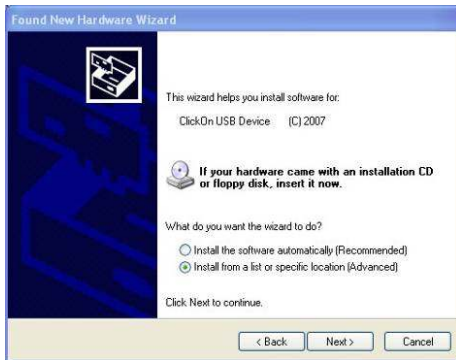 Found New Hardware Wizard
This wizard helps you install software for:
ClickOn USB Device (C) 2007
If your hardware came with an installation CD
or floppy disk, insert it now.
What do you want the wizard to do?
Install the software automatically (Recommended)
Install from a list or specific location (Advanced)
Click Next to continue.
< Back Next > Cancel